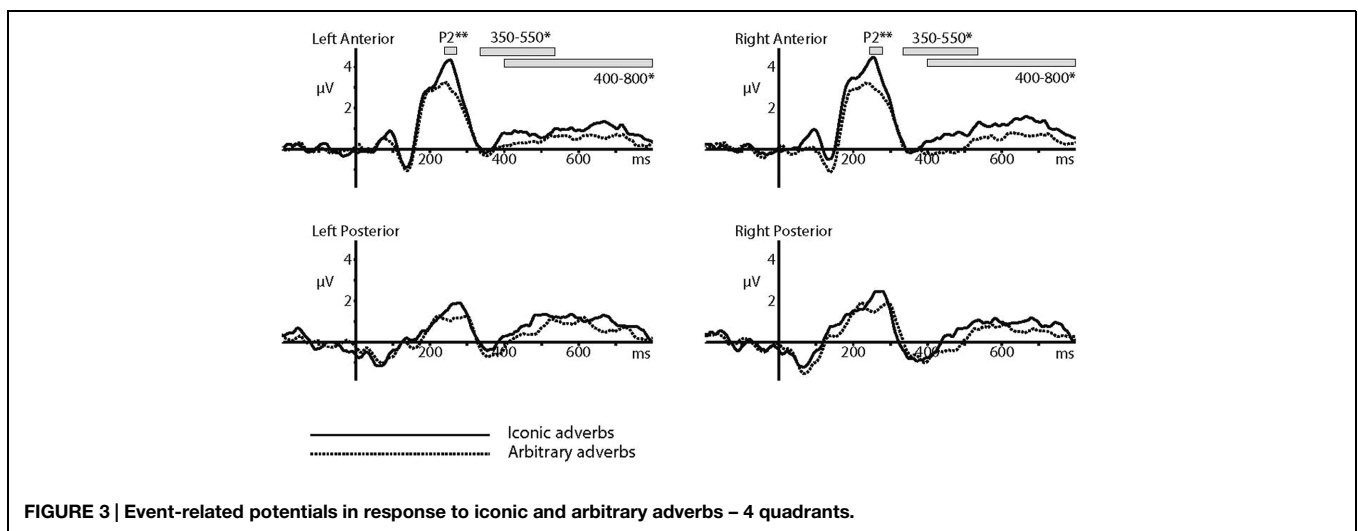 Left Anterior
P2**
350-550*
400-800*
4
µV
2
200
400
600
ms
Right Anterior
P2**
350-550*
400-800*
4
µV
2
200
400
600
ms
Left Posterior
4
µV
2
200
400
600
ms
Right Posterior
4
µV
2
200
400
600
ms
Iconic adverbs
Arbitrary adverbs
FIGURE 3 | Event-related potentials in response to iconic and arbitrary adverbs – 4 quadrants.